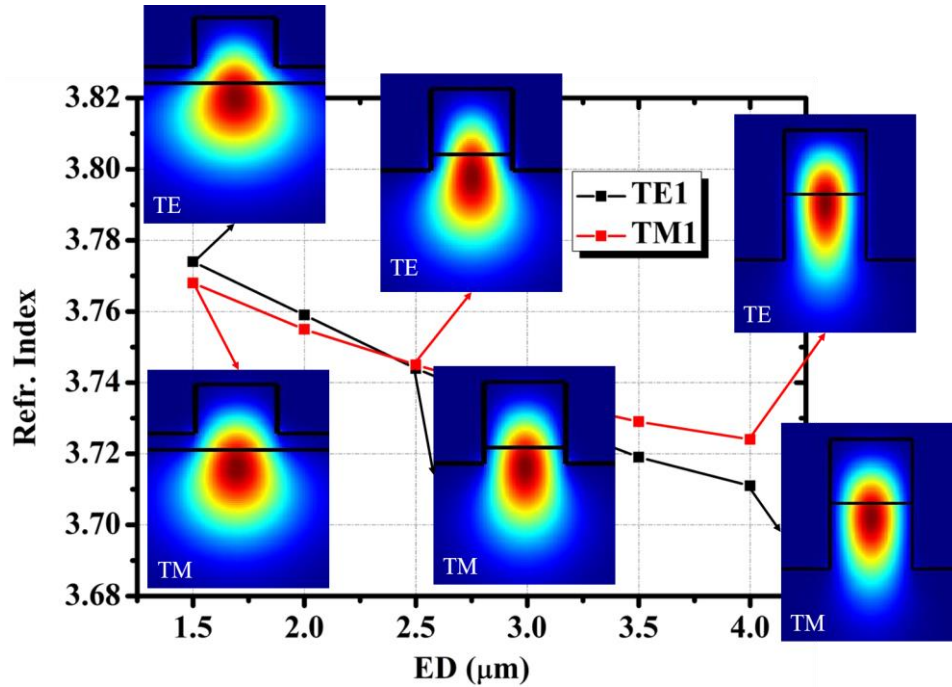 TE
TE
TE
TM
TM
TM
TE1
TM1
3.82
3.80
3.78
3.76
3.74
3.72
3.70
3.68
Refr. Index
1.5 2.0 2.5 3.0 3.5 4.0
ED (μm)